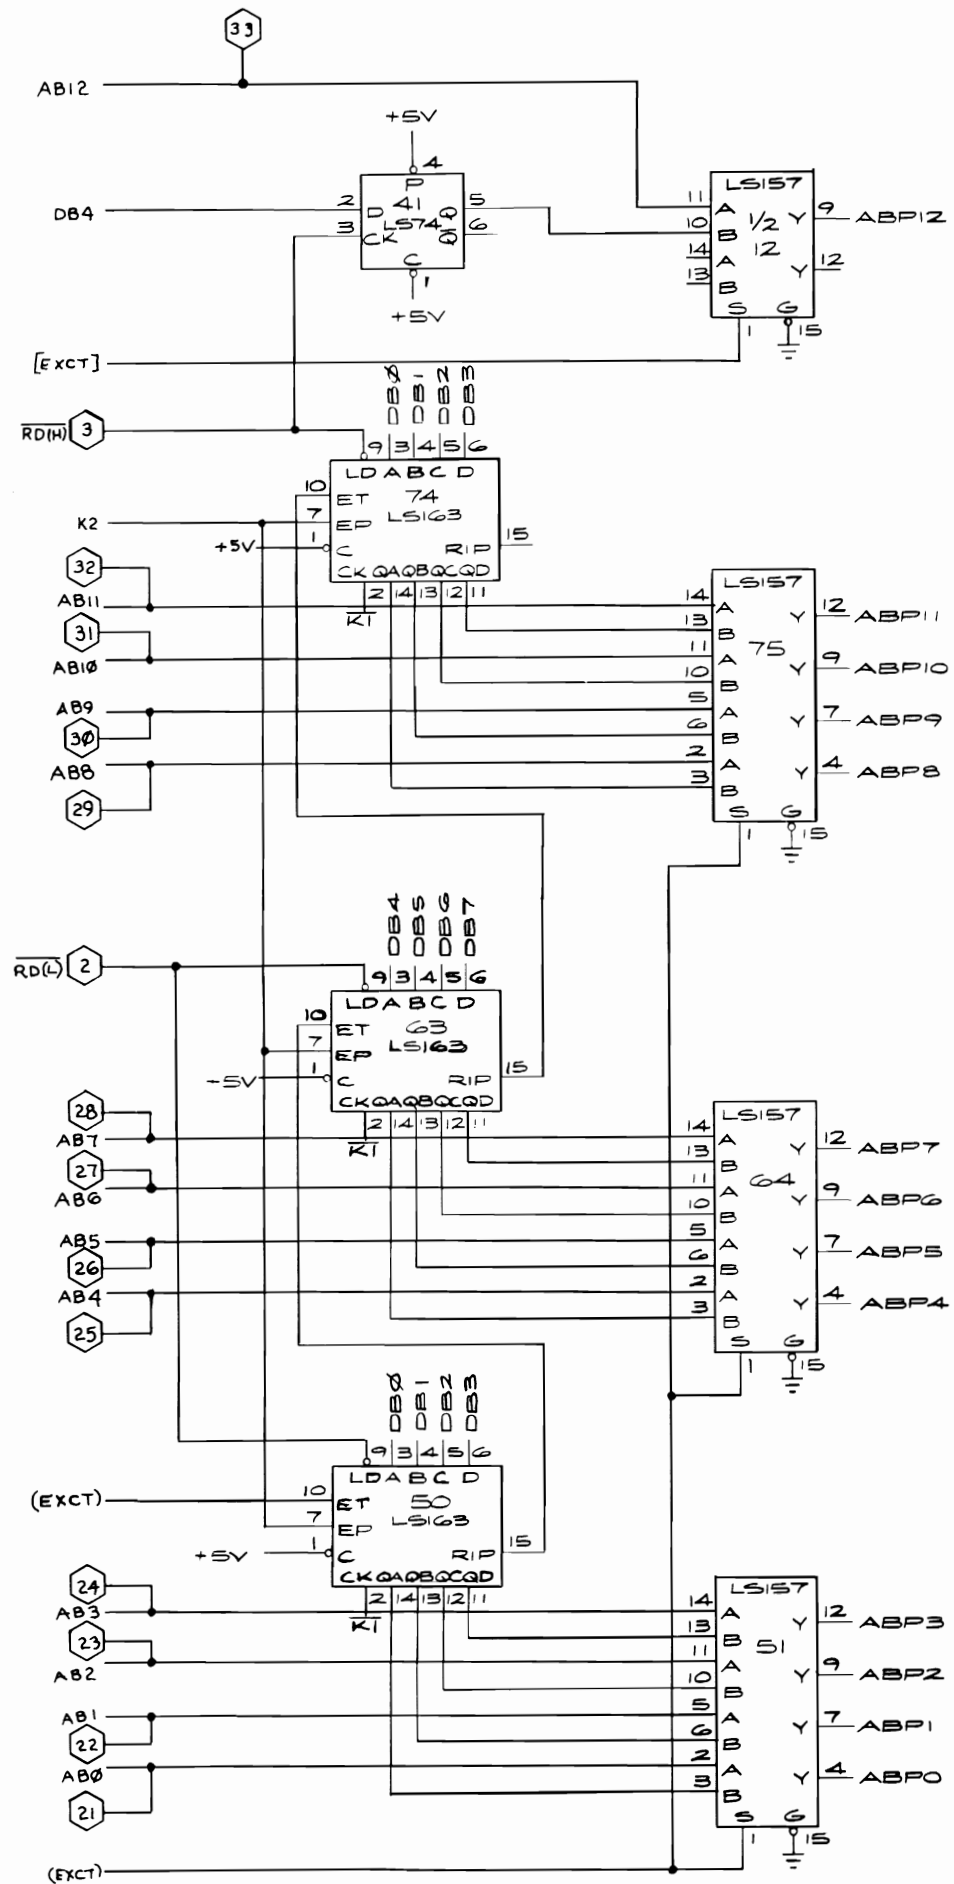 33
AB12
+5V
4
P
DB4
2
D
41
Q
5
3
CK
LS74
Q
6
C
1
+5V
LS157
11
A
Y
9
ABP12
10
B
1/2
12
14
A
Y
12
13
B
S
G
1
15
[EXCT]
DBØ
DB1
DB2
DB3
RD(H)
3
9
3
4
5
6
LD A B C D
10
ET
74
K2
7
EP
LS163
15
+5V
1
C
RIP
CK QA QB QC QD
2
14
13
12
11
K1
32
AB11
31
AB1Ø
AB9
3Ø
AB8
29
LS157
14
A
Y
12
ABP11
13
B
75
11
A
Y
9
ABP10
10
B
5
A
Y
7
ABP9
6
B
2
A
Y
4
ABP8
3
B
S
G
1
15
DB4
DB5
DB6
DB7
RD(L)
2
9
3
4
5
6
LD A B C D
10
ET
63
7
EP
LS163
15
+5V
1
C
RIP
CK QA QB QC QD
2
14
13
12
11
K1
28
AB7
27
AB6
AB5
26
AB4
25
LS157
14
A
Y
12
ABP7
13
B
64
11
A
Y
9
ABP6
10
B
5
A
Y
7
ABP5
6
B
2
A
Y
4
ABP4
3
B
S
G
1
15
DBØ
DB1
DB2
DB3
9
3
4
5
6
LD A B C D
(EXCT)
10
ET
50
7
EP
LS163
15
+5V
1
C
RIP
CK QA QB QC QD
2
14
13
12
11
K1
24
AB3
23
AB2
AB1
22
ABØ
21
LS157
14
A
Y
12
ABP3
13
B
51
11
A
Y
9
ABP2
10
B
5
A
Y
7
ABP1
6
B
2
A
Y
4
ABP0
3
B
S
G
1
15
(EXCT)